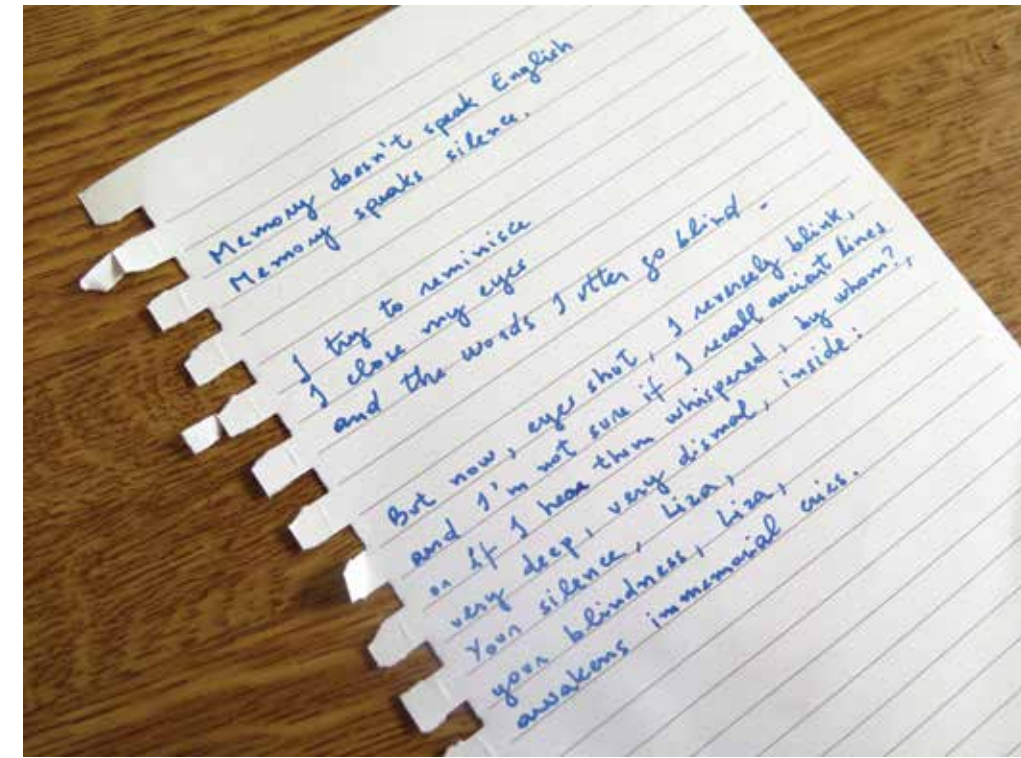 Memory doesn't speak English
Memory speaks silence.
I try to reminisce
I close my eyes
and the words I utter go blind.
But now, eyes shut, I reversely blink,
and I'm not sure if I recall ancient lines
or if I hear them whispered, by whom?,
very deep, very dismal, inside:
Your silence, Liza,
your blindness, Liza,
awakens immemorial cries.